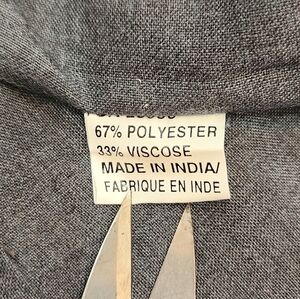 67% POLYESTER
33% VISCOSE
MADE IN INDIA/
FABRIQUE EN INDE